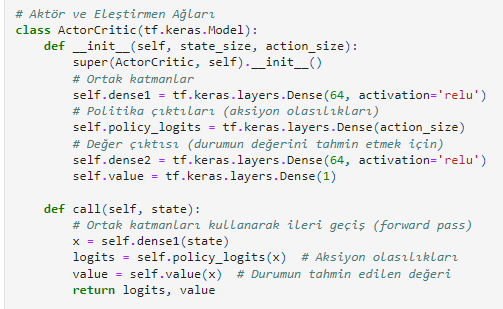 # Aktör ve Eleştirmen Ağları
class ActorCritic(tf.keras.Model):
    def __init__(self, state_size, action_size):
        super(ActorCritic, self).__init__()
        # Ortak katmanlar
        self.dense1 = tf.keras.layers.Dense(64, activation='relu')
        # Politika çıktıları (aksiyon olasılıkları)
        self.policy_logits = tf.keras.layers.Dense(action_size)
        # Değer çıktısı (durumun değerini tahmin etmek için)
        self.dense2 = tf.keras.layers.Dense(64, activation='relu')
        self.value = tf.keras.layers.Dense(1)

    def call(self, state):
        # Ortak katmanları kullanarak ileri geçiş (forward pass)
        x = self.dense1(state)
        logits = self.policy_logits(x)  # Aksiyon olasılıkları
        value = self.value(x)  # Durumun tahmin edilen değeri
        return logits, value